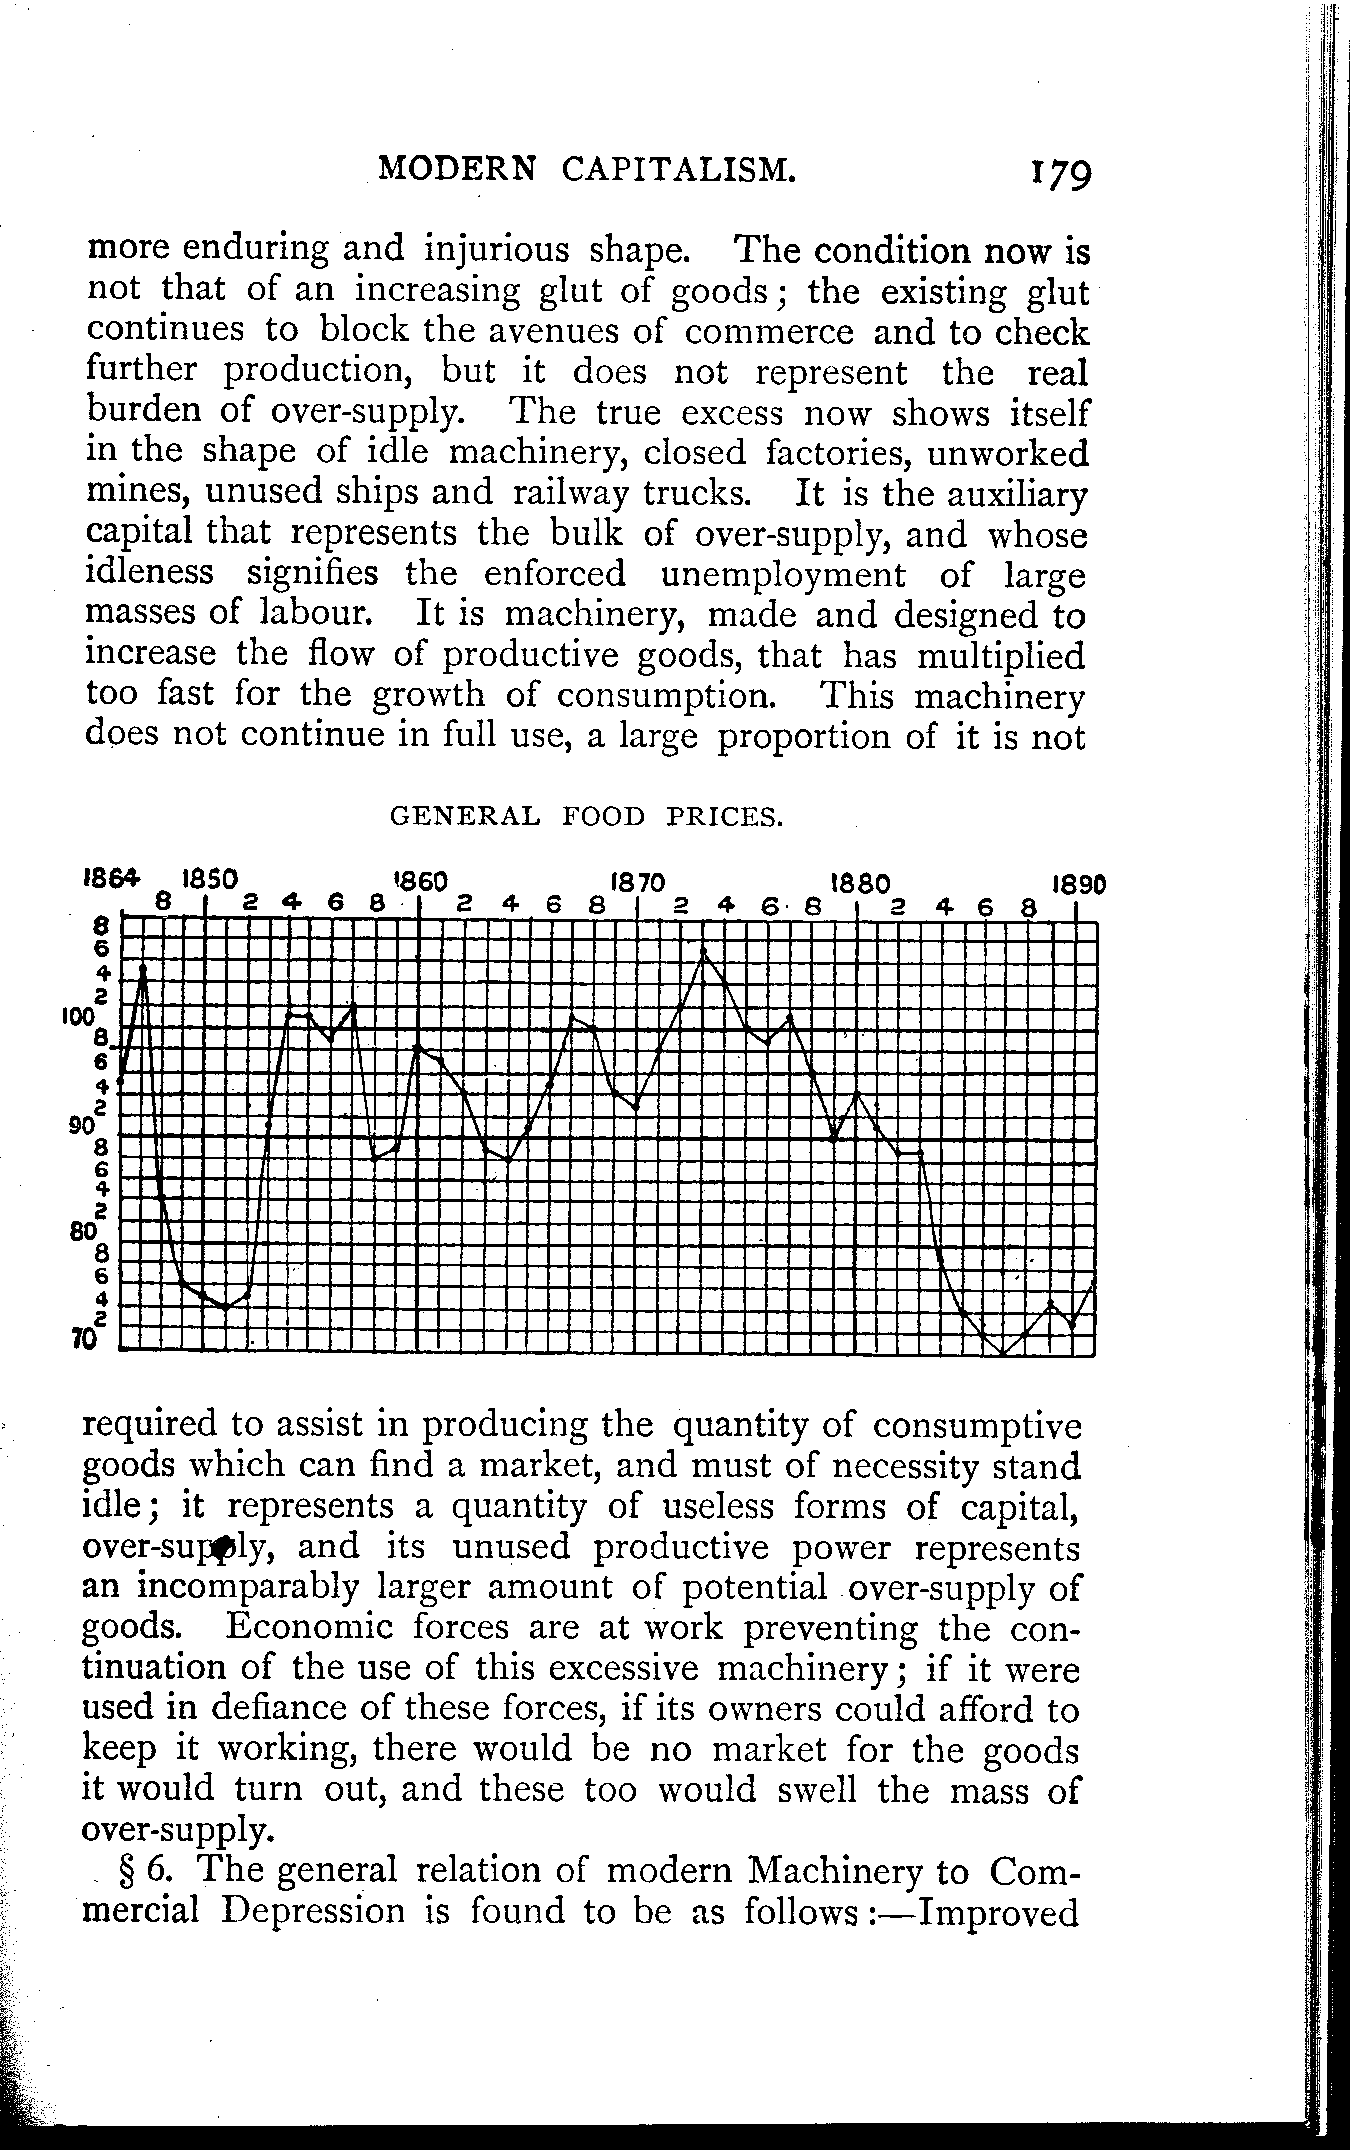 MODERN CAPITALISM. 179
more enduring and injurious shape. The condition now is
not that of an increasing glut of goods; the existing glut
continues to block the avenues of commerce and to check
further production, but it does not represent the real
burden of over-supply. The true excess now shows itself
in the shape of idle machinery, closed factories, unworked
mines, unused ships and railway trucks. It is the auxiliary
capital that represents the bulk of over-supply, and whose
idleness signifies the enforced unemployment of large
masses of labour. It is machinery, made and designed to
increase the flow of productive goods, that has multiplied
too fast for the growth of consumption. This machinery
does not continue in full use, a large proportion of it is not
GENERAL FOOD PRICES.
1864 1850 1860 1870 1880 1890
8 2 4 6 8 2 4 6 8 2 4 6 8 2 4 6 8
8
6
4
2
100
8
6
4
2
90
8
6
4
2
80
8
6
4
2
70
required to assist in producing the quantity of consumptive
goods which can find a market, and must of necessity stand
idle; it represents a quantity of useless forms of capital,
over-supply, and its unused productive power represents
an incomparably larger amount of potential over-supply of
goods. Economic forces are at work preventing the con-
tinuation of the use of this excessive machinery; if it were
used in defiance of these forces, if its owners could afford to
keep it working, there would be no market for the goods
it would turn out, and these too would swell the mass of
over-supply.
§ 6. The general relation of modern Machinery to Com-
mercial Depression is found to be as follows:—Improved